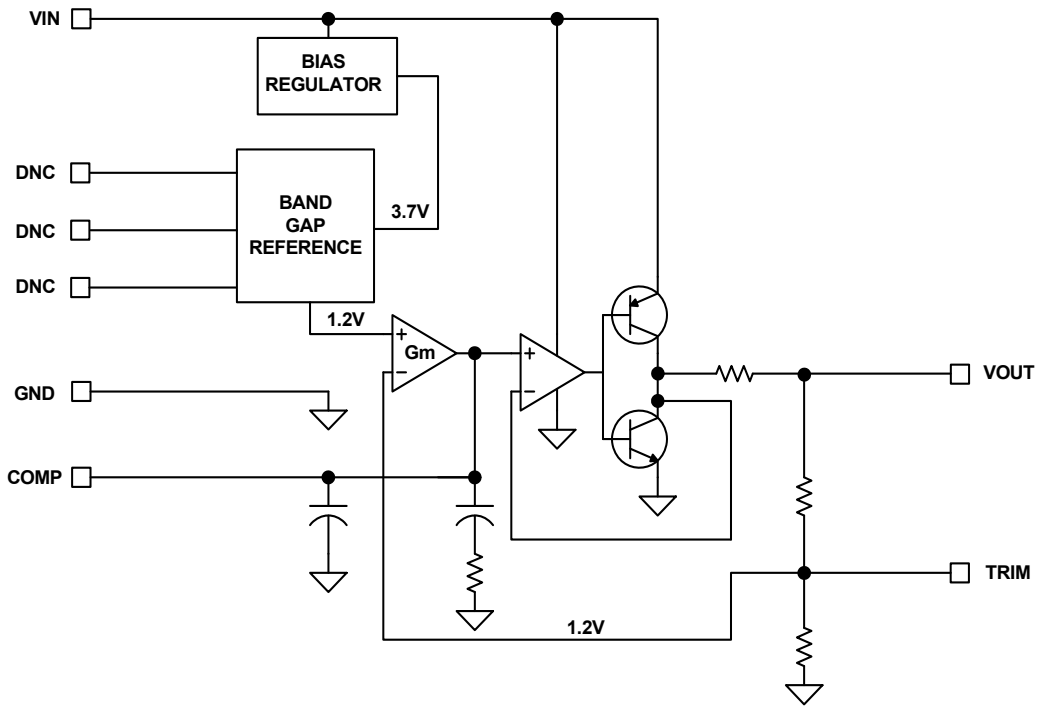 VIN
BIAS
REGULATOR
DNC
BAND
GAP
REFERENCE
3.7V
DNC
DNC
1.2V
+
Gm
−
+
−
VOUT
GND
COMP
TRIM
1.2V